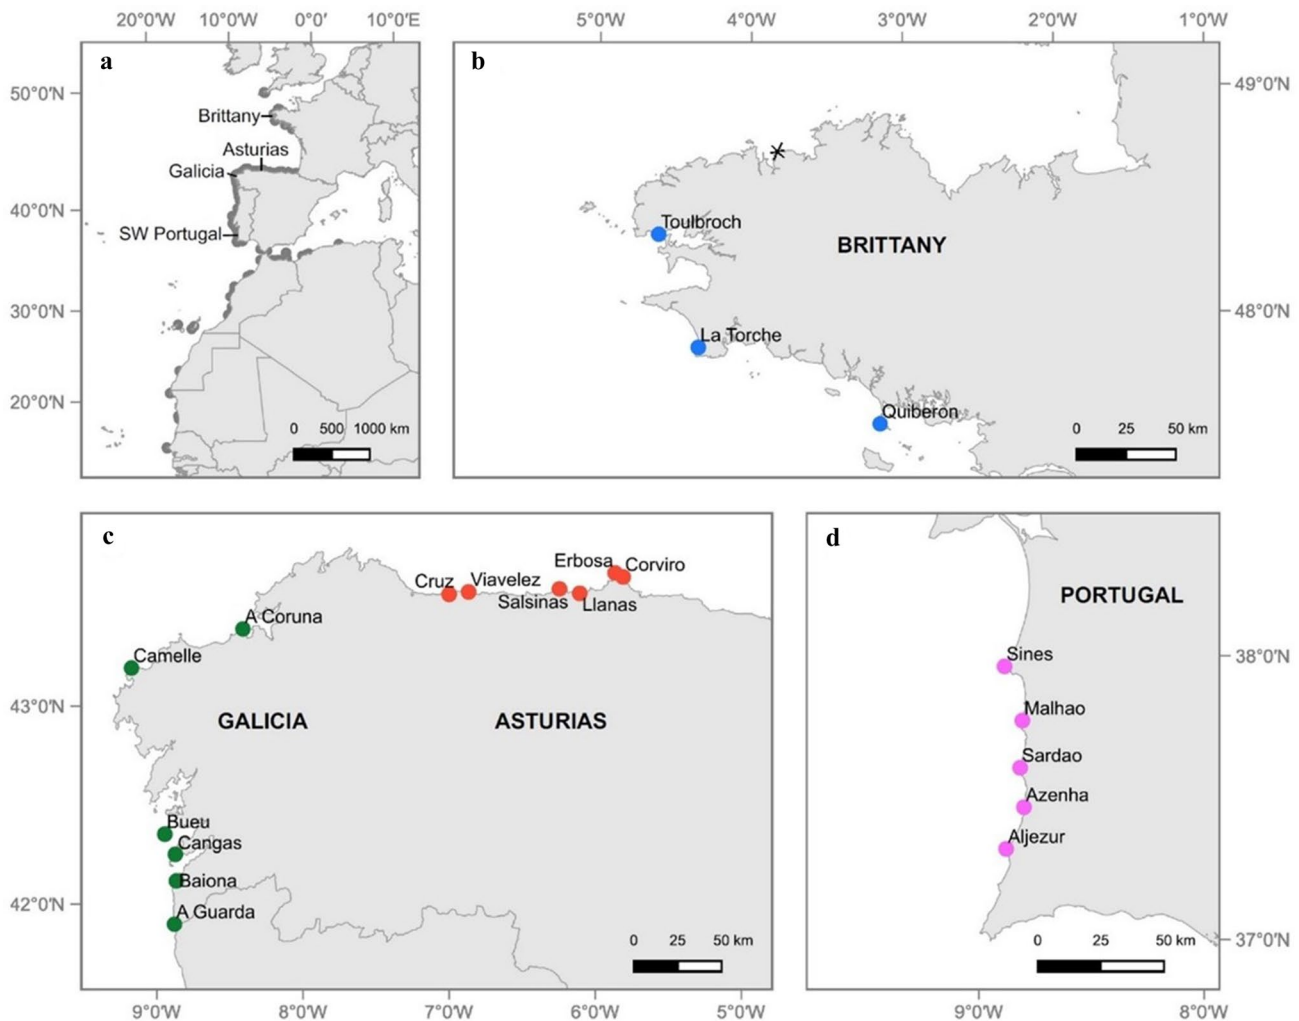 20°0′W 10°0′W 0°0′ 10°0′E
5°0′W 4°0′W 3°0′W 2°0′W 1°0′W
a
50°0′N
Brittany
Asturias
Galicia
40°0′N
SW Portugal
30°0′N
20°0′N
0 500 1000 km
b
49°0′N
Toulbroch
BRITTANY
48°0′N
La Torche
Quiberon
0 25 50 km
c
Erbosa Corviro
Cruz Viavelez
Salsinas Llanas
A Coruna
Camelle
43°0′N
GALICIA ASTURIAS
Bueu
Cangas
Baiona
42°0′N
A Guarda
0 25 50 km
9°0′W 8°0′W 7°0′W 6°0′W 5°0′W
d
PORTUGAL
Sines
38°0′N
Malhao
Sardao
Azenha
Aljezur
37°0′N
0 25 50 km
9°0′W 8°0′W